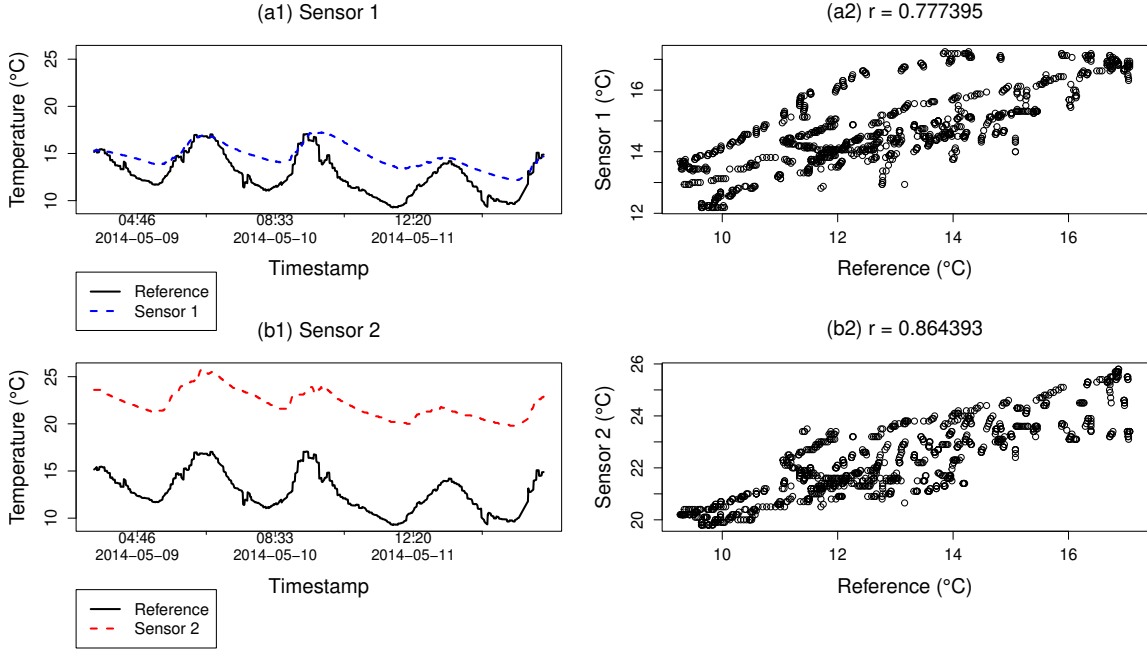 (a1) Sensor 1
Temperature (°C)
25
20
15
10
04:46 08:33 12:20
2014−05−09 2014−05−10 2014−05−11
Timestamp
Reference
Sensor 1
(a2) r = 0.777395
Sensor 1 (°C)
16
14
12
10 12 14 16
Reference (°C)
(b1) Sensor 2
Temperature (°C)
25
20
15
10
04:46 08:33 12:20
2014−05−09 2014−05−10 2014−05−11
Timestamp
Reference
Sensor 2
(b2) r = 0.864393
Sensor 2 (°C)
26
24
22
20
10 12 14 16
Reference (°C)